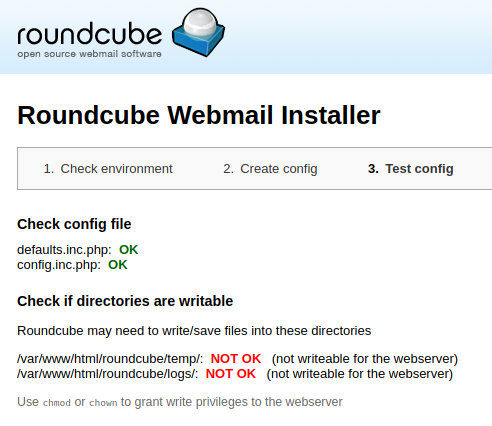 roundcube
open source webmail software
Roundcube Webmail Installer
1. Check environment 2. Create config 3. Test config
Check config file
defaults.inc.php: OK
config.inc.php: OK
Check if directories are writable
Roundcube may need to write/save files into these directories
/var/www/html/roundcube/temp/: NOT OK (not writeable for the webserver)
/var/www/html/roundcube/logs/: NOT OK (not writeable for the webserver)
Use chmod or chown to grant write privileges to the webserver